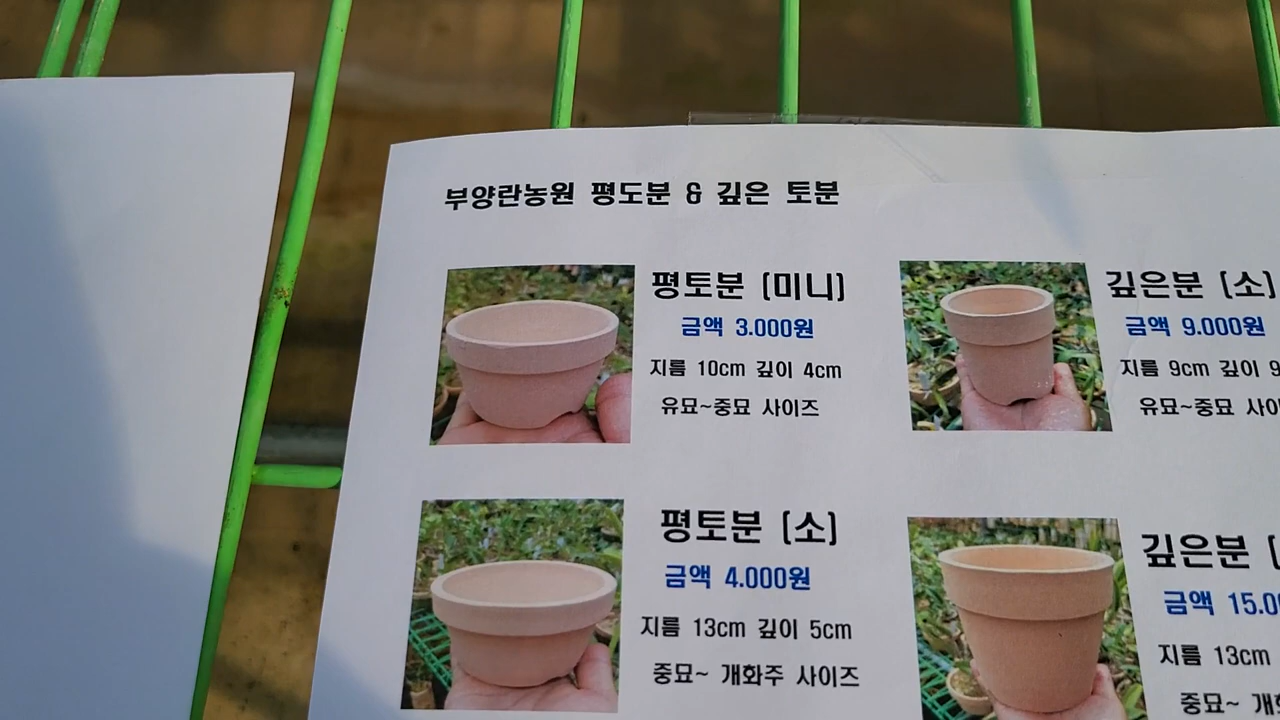 부양란농원 평도분 & 깊은 토분
평토분 (미니)
금액 3.000원
지름 10cm 깊이 4cm
유묘~중묘 사이즈
깊은분 (소)
금액 9.000원
지름 9cm 깊이
유묘~중묘
평토분 (소)
금액 4.000원
지름 13cm 깊이 5cm
중묘~ 개화주 사이즈
깊은분
금액
지름 13cm
중묘~